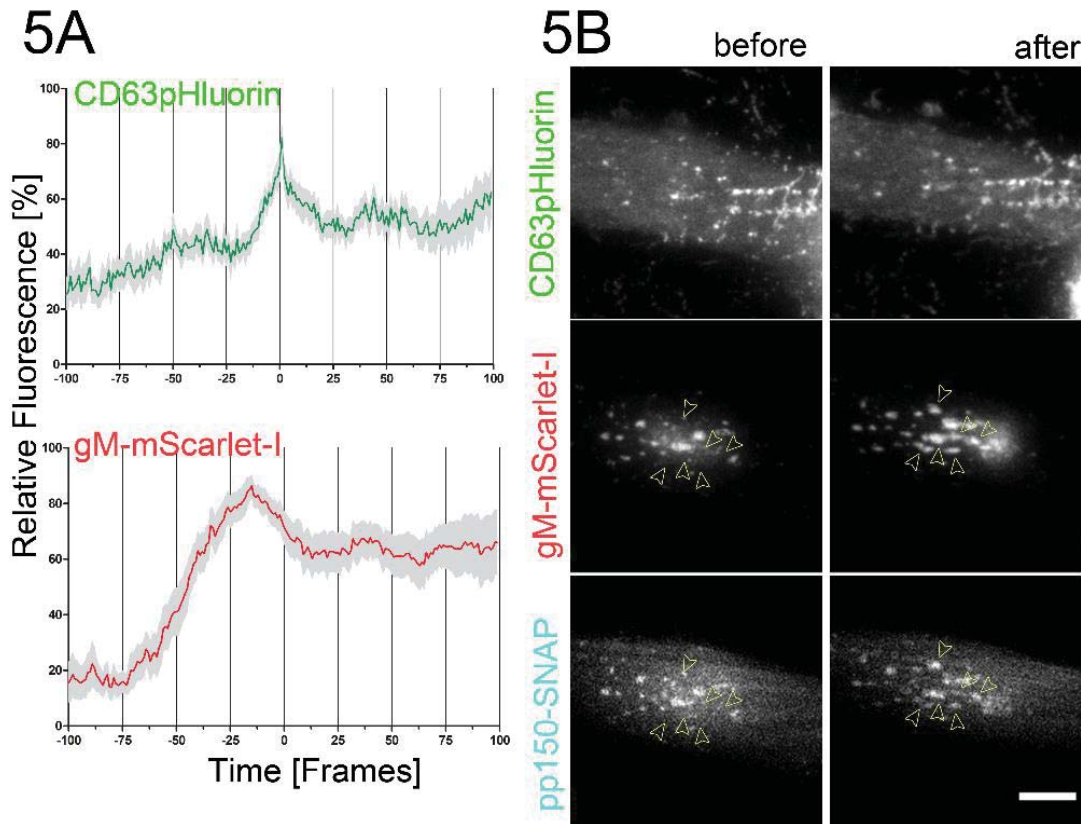 5A
CD63pHluorin
Relative Fluorescence [%]
100
80
60
40
20
0
-100 -75 -50 -25 0 25 50 75 100
gM-mScarlet-I
100
80
60
40
20
0
-100 -75 -50 -25 0 25 50 75 100
Time [Frames]
5B
before after
CD63pHluorin
gM-mScarlet-I
pp150-SNAP